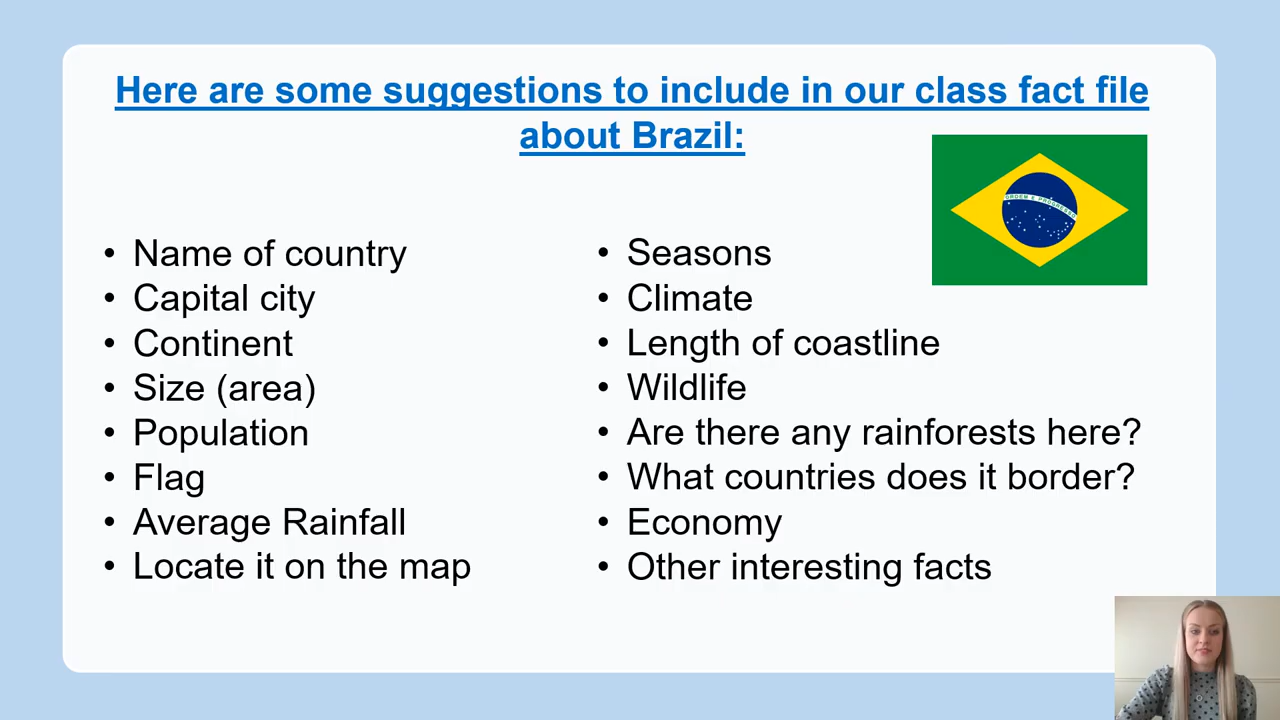 Here are some suggestions to include in our class fact file
about Brazil:
• Name of country
• Capital city
• Continent
• Size (area)
• Population
• Flag
• Average Rainfall
• Locate it on the map
• Seasons
• Climate
• Length of coastline
• Wildlife
• Are there any rainforests here?
• What countries does it border?
• Economy
• Other interesting facts
ORDEM E PROGRESSO